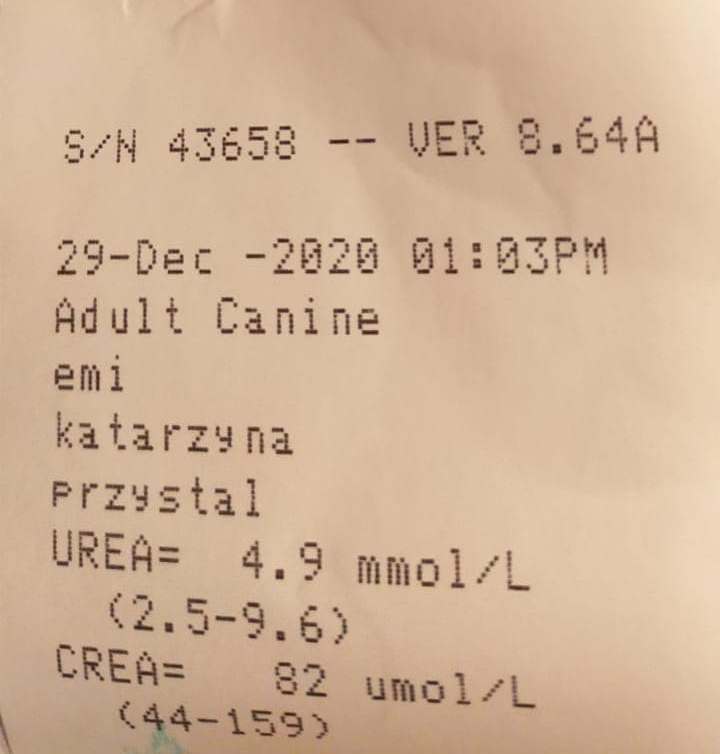 S/N 43658 -- VER 8.64A
29-Dec -2020 01:03PM
Adult Canine
emi
katarzyna
przystal
UREA=  4.9 mmol/L
(2.5-9.6)
CREA=   82 umol/L
(44-159)